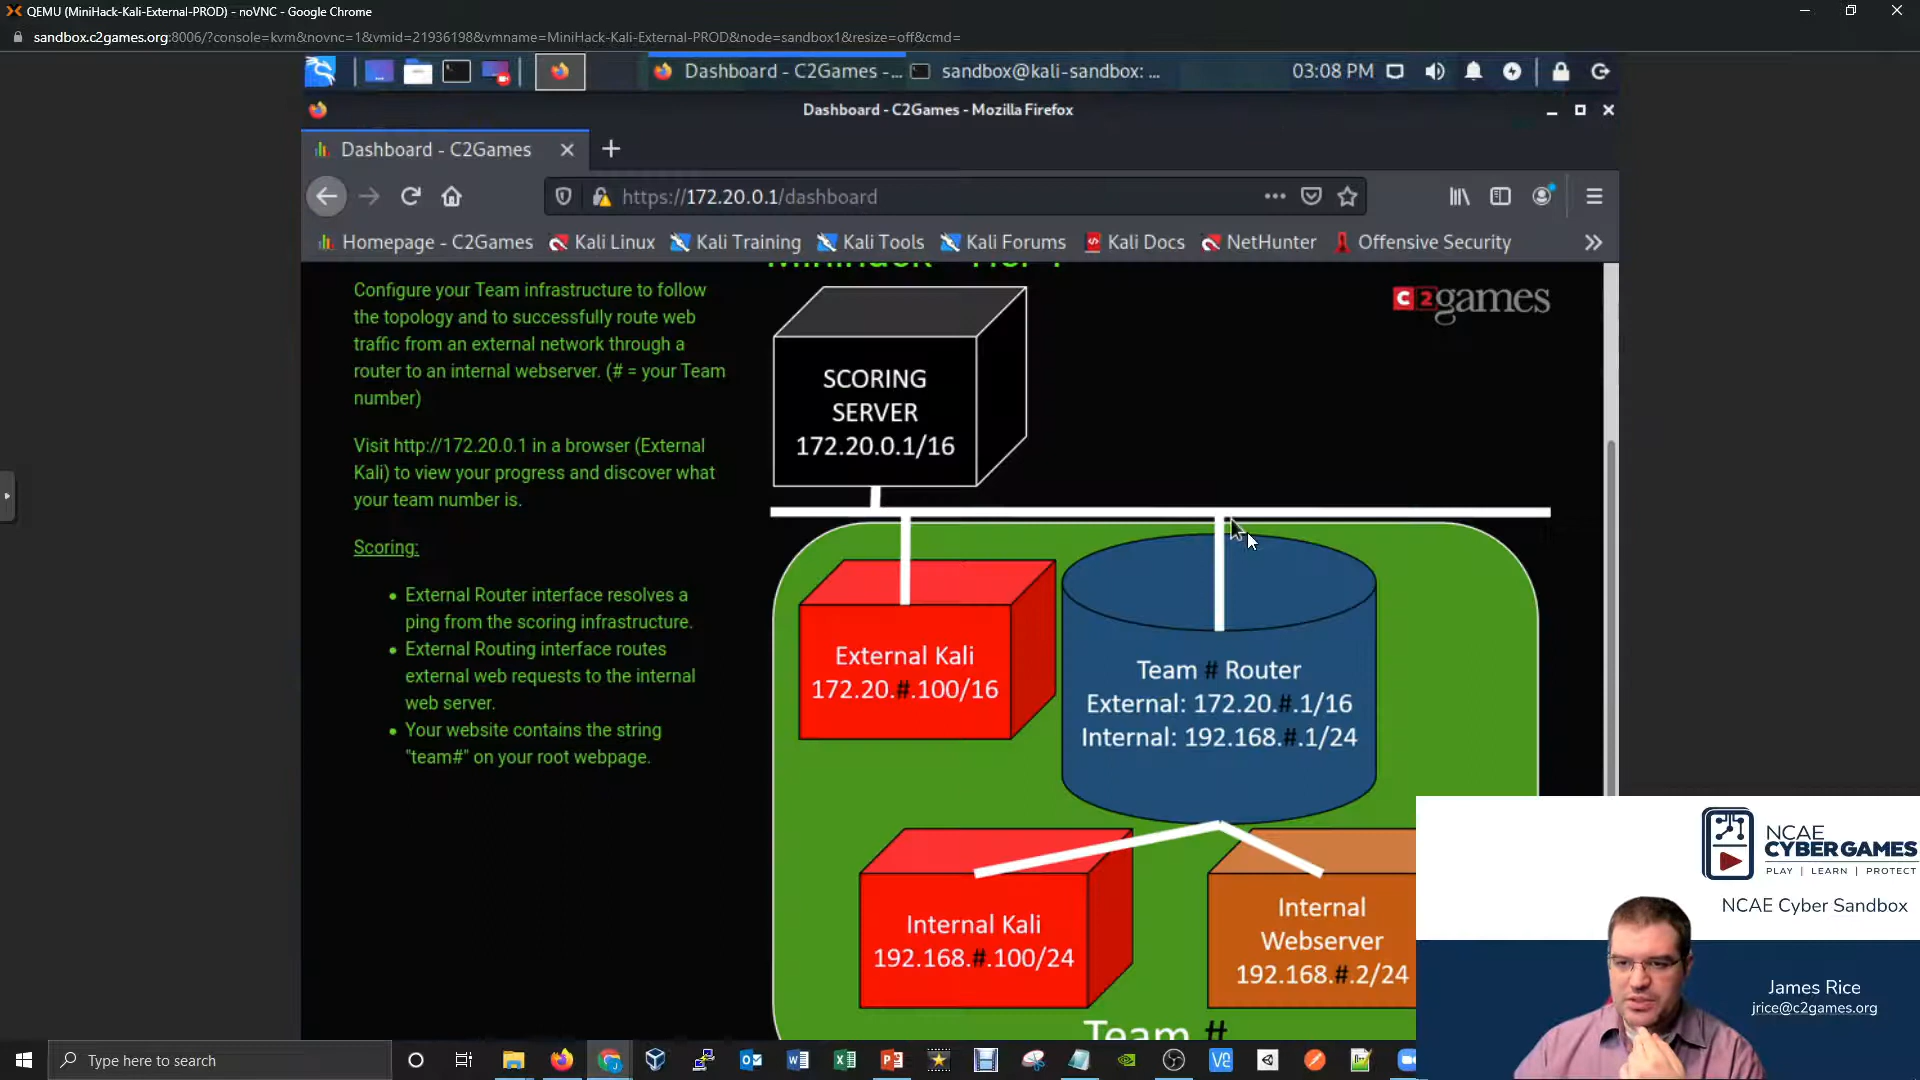 QEMU (MiniHack-Kali-External-PROD) - noVNC - Google Chrome
sandbox.c2games.org:8006/?console=kvm&novnc=1&vmid=21936198&vmname=MiniHack-Kali-External-PROD&node=sandbox1&resize=off&cmd=
Dashboard - C2Games -...
sandbox@kali-sandbox: ...
03:08 PM
Dashboard - C2Games - Mozilla Firefox
Dashboard - C2Games
https://172.20.0.1/dashboard
Homepage - C2Games
Kali Linux
Kali Training
Kali Tools
Kali Forums
Kali Docs
NetHunter
Offensive Security
Configure your Team infrastructure to follow
the topology and to successfully route web
traffic from an external network through a
router to an internal webserver. (# = your Team
number)
Visit http://172.20.0.1 in a browser (External
Kali) to view your progress and discover what
your team number is.
Scoring:
• External Router interface resolves a
ping from the scoring infrastructure.
• External Routing interface routes
external web requests to the internal
web server.
• Your website contains the string
"team#" on your root webpage.
c2games
SCORING
SERVER
172.20.0.1/16
External Kali
172.20.#.100/16
Team # Router
External: 172.20.#.1/16
Internal: 192.168.#.1/24
Internal Kali
192.168.#.100/24
Internal
Webserver
192.168.#.2/24
Team #
NCAE
CYBERGAMES
PLAY | LEARN | PROTECT
NCAE Cyber Sandbox
James Rice
jrice@c2games.org
Type here to search